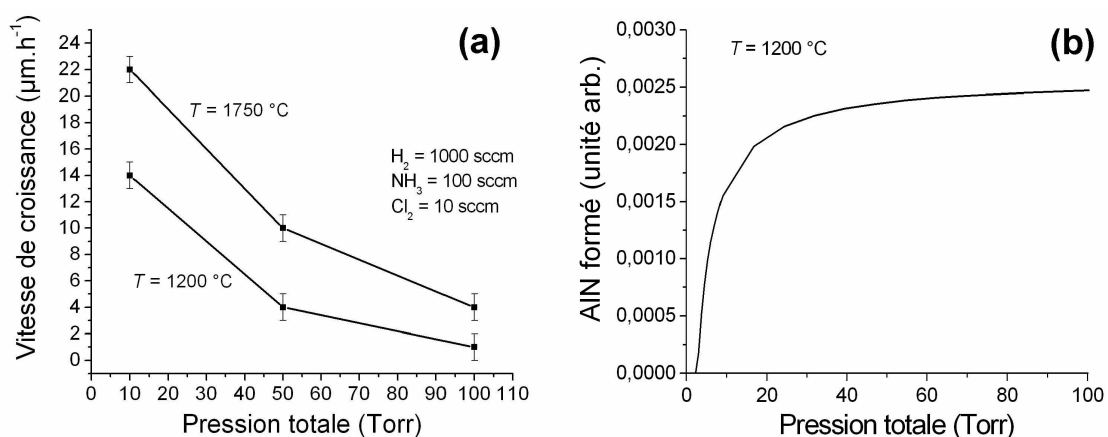 (a)
Vitesse de croissance (µm.h⁻¹)
24
22
20
18
16
14
12
10
8
6
4
2
0
T = 1750 °C
H₂ = 1000 sccm
NH₃ = 100 sccm
Cl₂ = 10 sccm
T = 1200 °C
0 10 20 30 40 50 60 70 80 90 100 110
Pression totale (Torr)
(b)
AlN formé (unité arb.)
0,0030
0,0025
0,0020
0,0015
0,0010
0,0005
0,0000
T = 1200 °C
0 20 40 60 80 100
Pression totale (Torr)